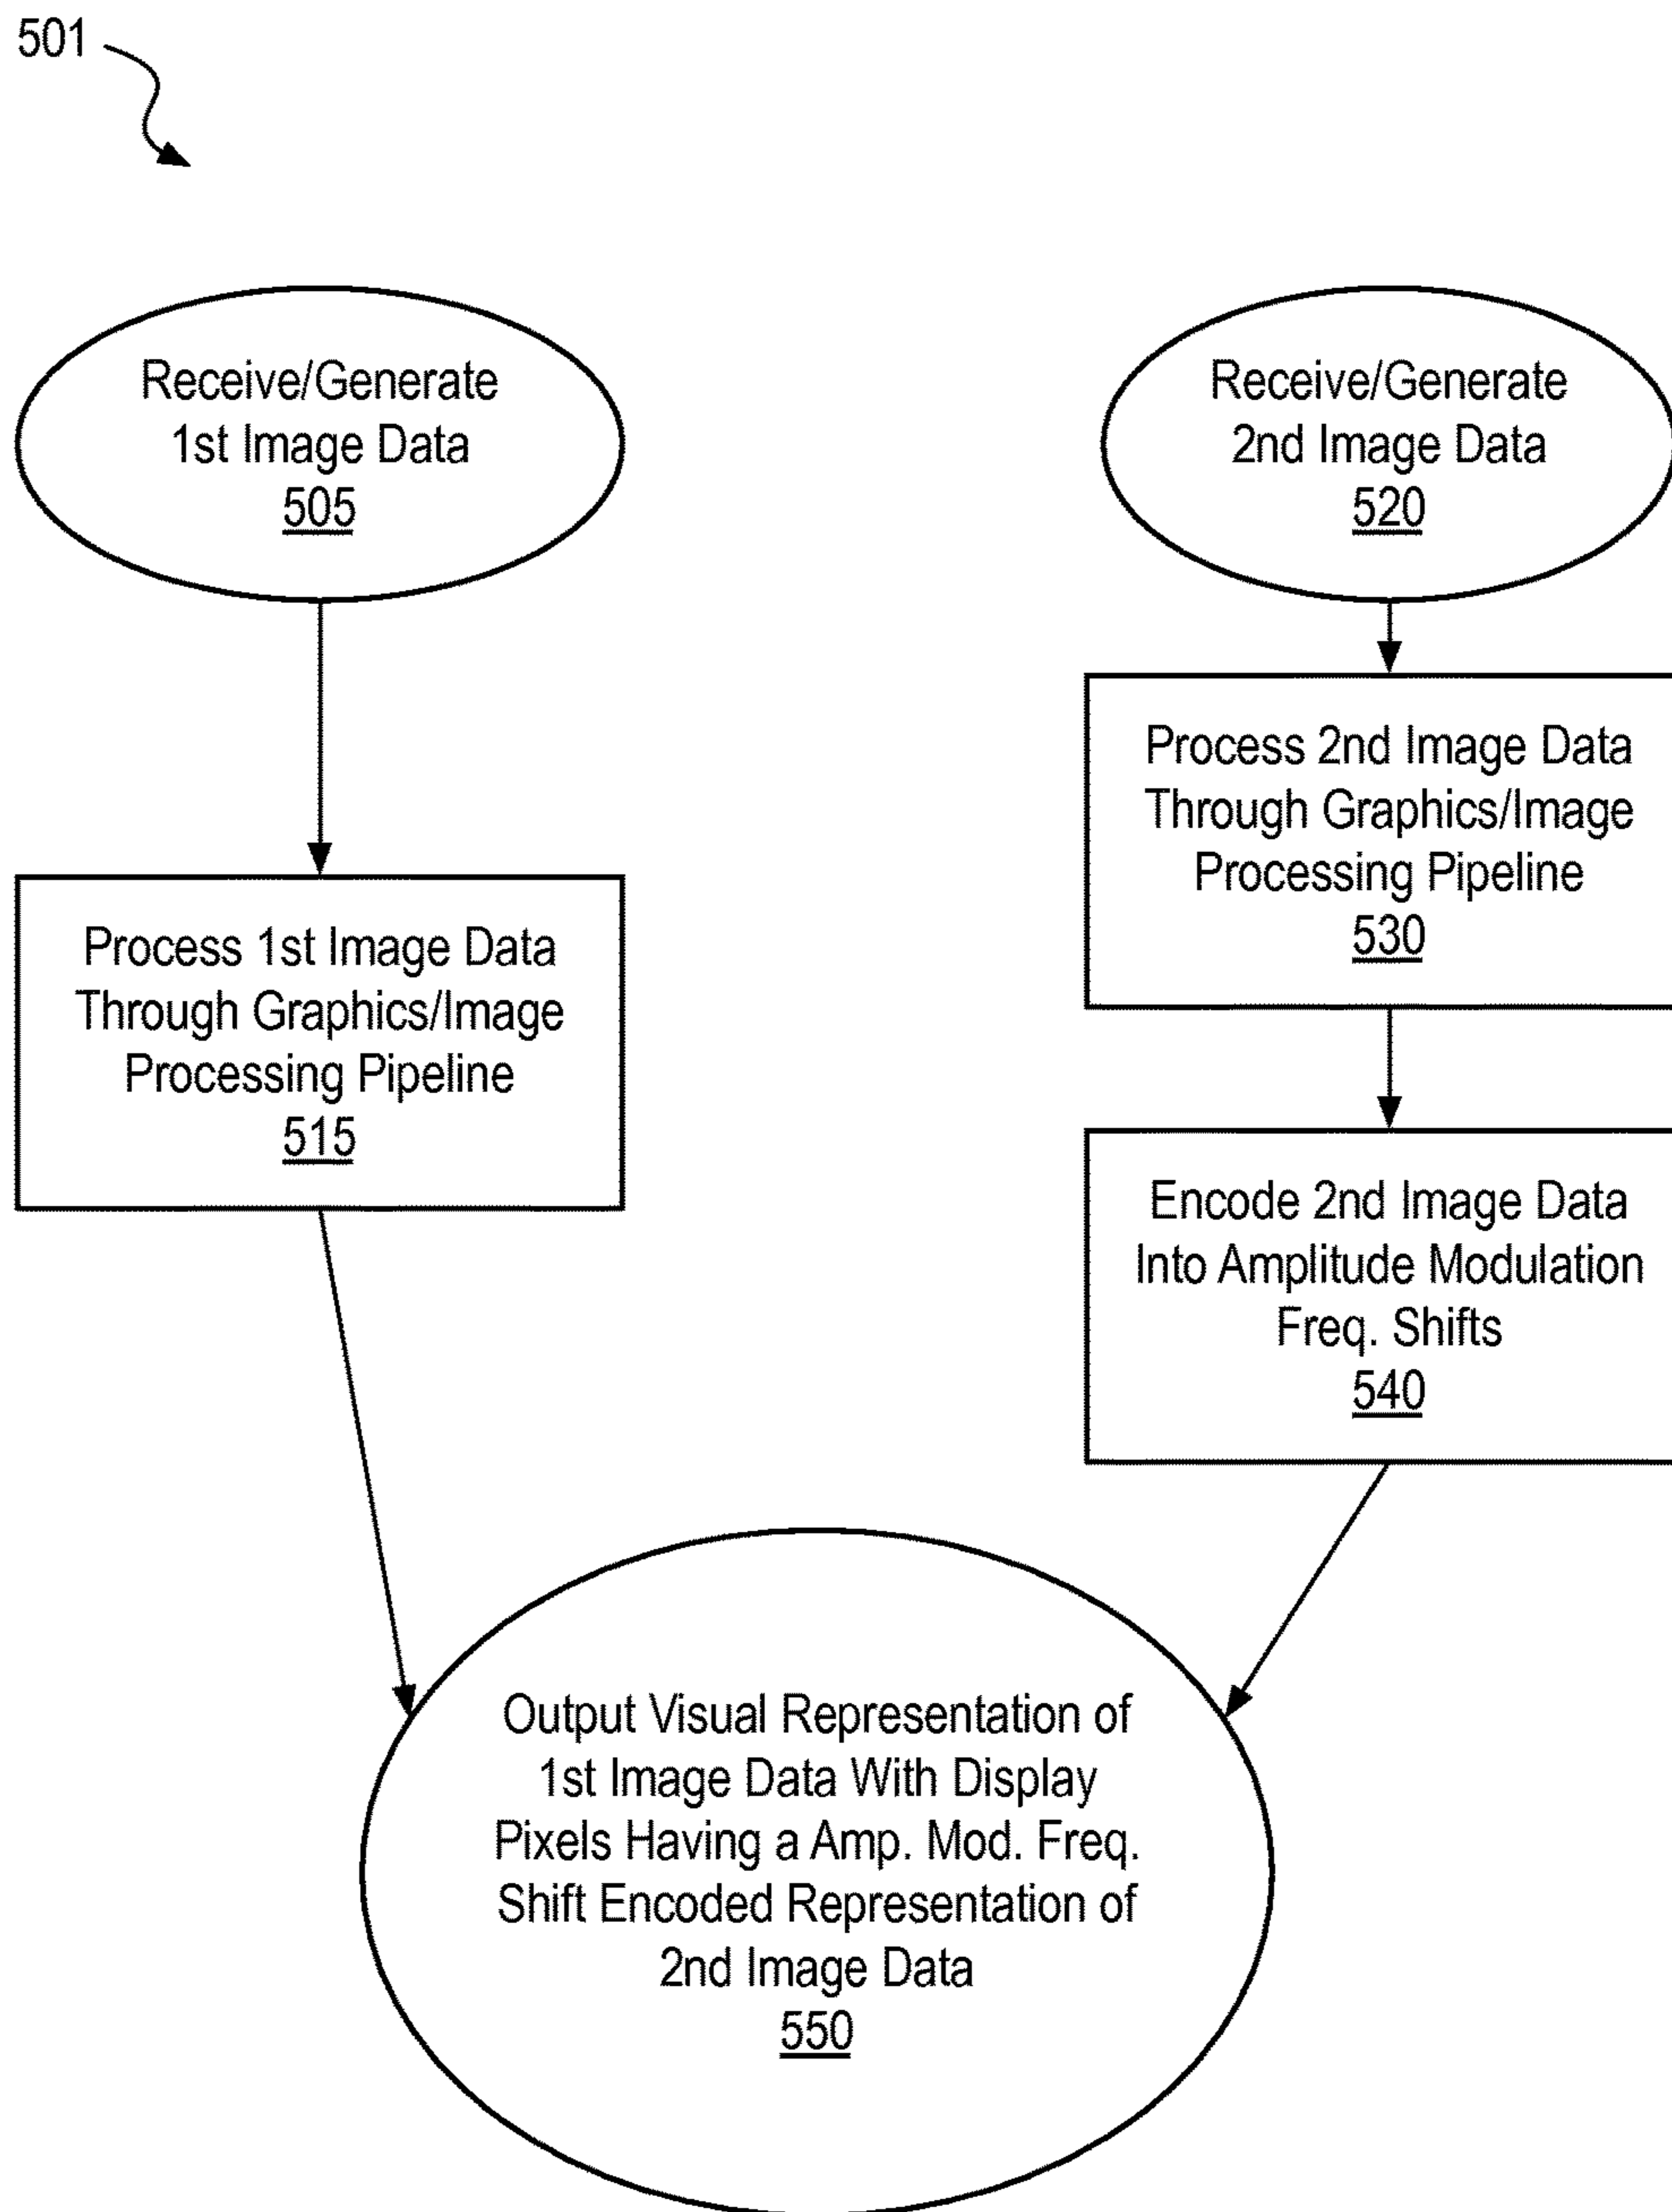 501
Receive/Generate
1st Image Data
505
Receive/Generate
2nd Image Data
520
Process 1st Image Data
Through Graphics/Image
Processing Pipeline
515
Process 2nd Image Data
Through Graphics/Image
Processing Pipeline
530
Encode 2nd Image Data
Into Amplitude Modulation
Freq. Shifts
540
Output Visual Representation of
1st Image Data With Display
Pixels Having a Amp. Mod. Freq.
Shift Encoded Representation of
2nd Image Data
550